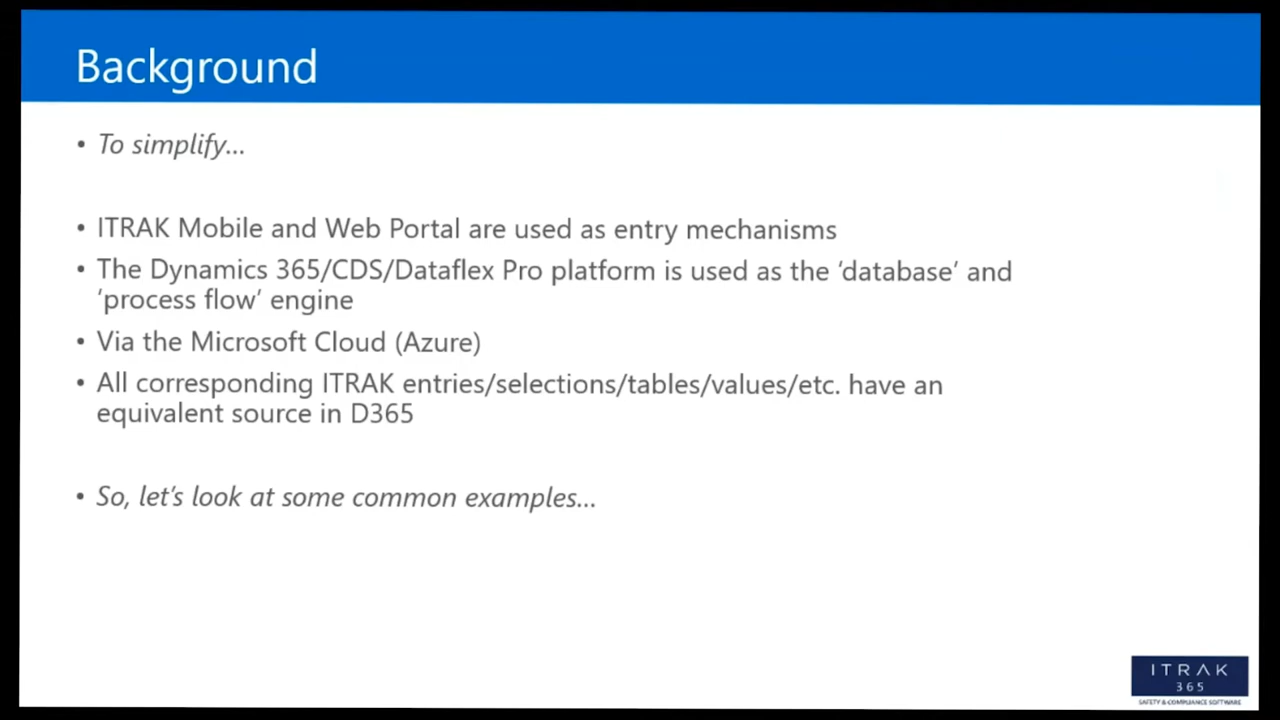 Background
• To simplify...
• ITRAK Mobile and Web Portal are used as entry mechanisms
• The Dynamics 365/CDS/Dataflex Pro platform is used as the ‘database’ and
‘process flow’ engine
• Via the Microsoft Cloud (Azure)
• All corresponding ITRAK entries/selections/tables/values/etc. have an
equivalent source in D365
• So, let’s look at some common examples...
ITRAK
365
SAFETY & COMPLIANCE SOFTWARE